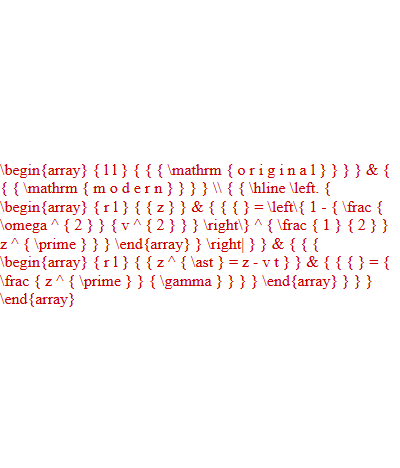 \begin{array} { l l } { { { \mathrm { o r i g i n a l } } } } & {
{ { \mathrm { m o d e r n } } } } \\ { { \hline \left. {
\begin{array} { r l } { { z } } & { { { } = \left\{ 1 - { \frac {
\omega ^ { 2 } } { v ^ { 2 } } } \right\} ^ { \frac { 1 } { 2 } }
z ^ { \prime } } } \end{array} } \right| } } & { { {
\begin{array} { r l } { { z ^ { \ast } = z - v t } } & { { { } = {
\frac { z ^ { \prime } } { \gamma } } } } \end{array} } } }
\end{array}